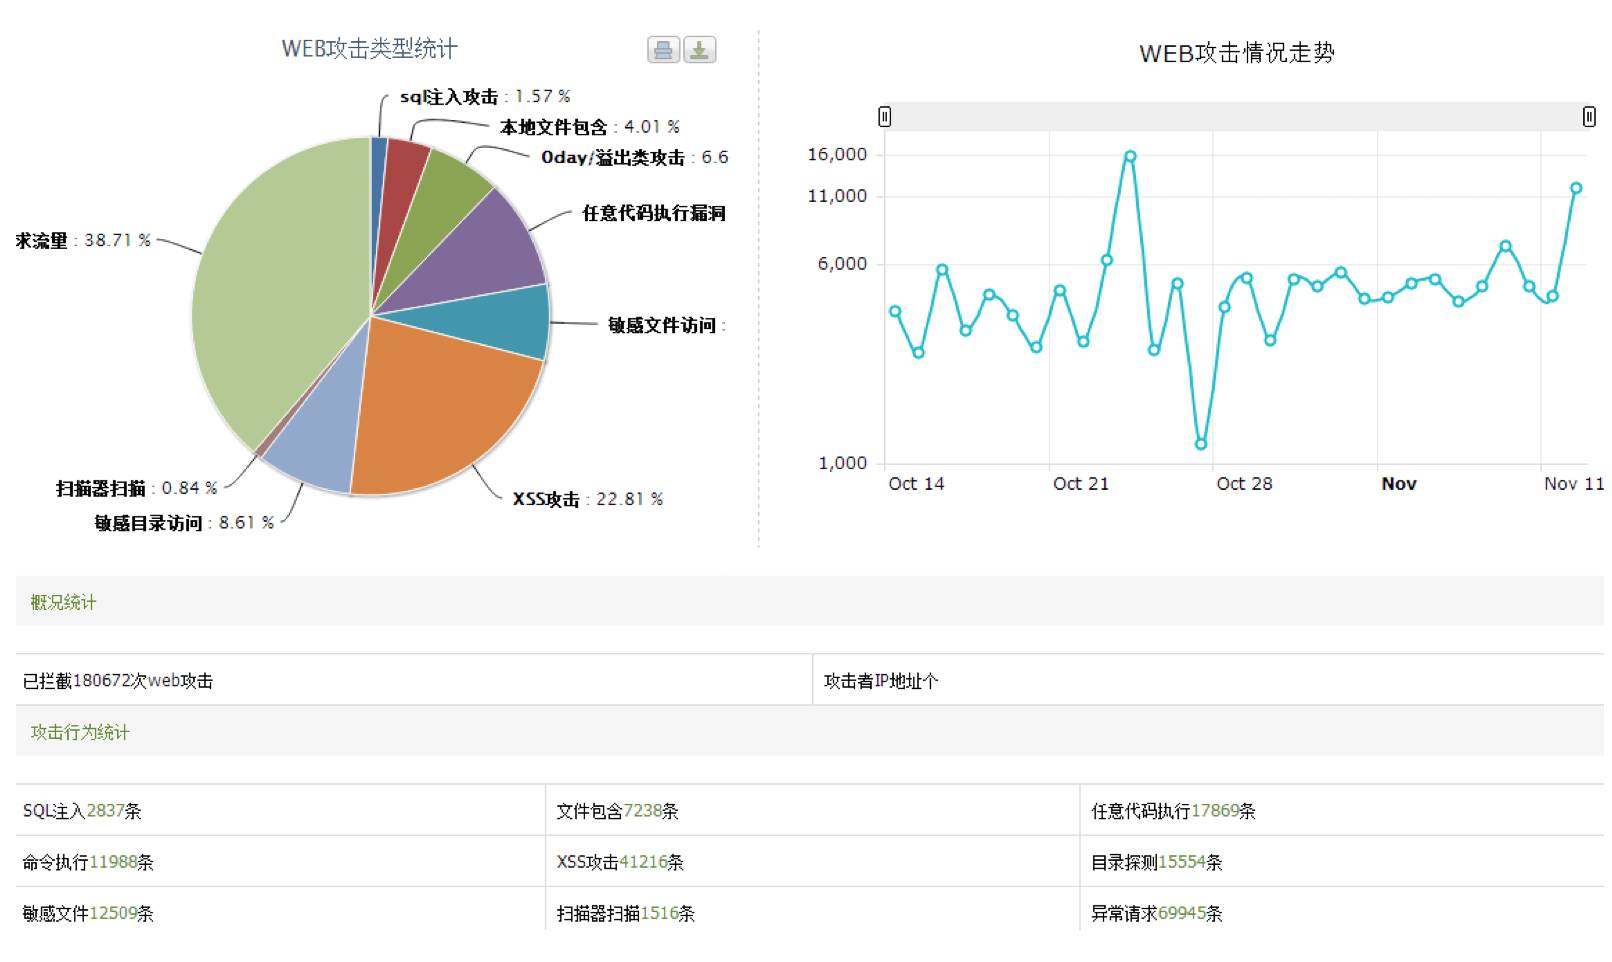 WEB攻击类型统计
sql注入攻击 : 1.57 %
本地文件包含 : 4.01 %
0day/溢出类攻击 : 6.6
任意代码执行漏洞
求流量 : 38.71 %
敏感文件访问 :
扫描器扫描 : 0.84 %
XSS攻击 : 22.81 %
敏感目录访问 : 8.61 %
WEB攻击情况走势
16,000
11,000
6,000
1,000
Oct 14 Oct 21 Oct 28 Nov Nov 11
概况统计
已拦截180672次web攻击 攻击者IP地址个
攻击行为统计
SQL注入2837条 文件包含7238条 任意代码执行17869条
命令执行11988条 XSS攻击41216条 目录探测15554条
敏感文件12509条 扫描器扫描1516条 异常请求69945条